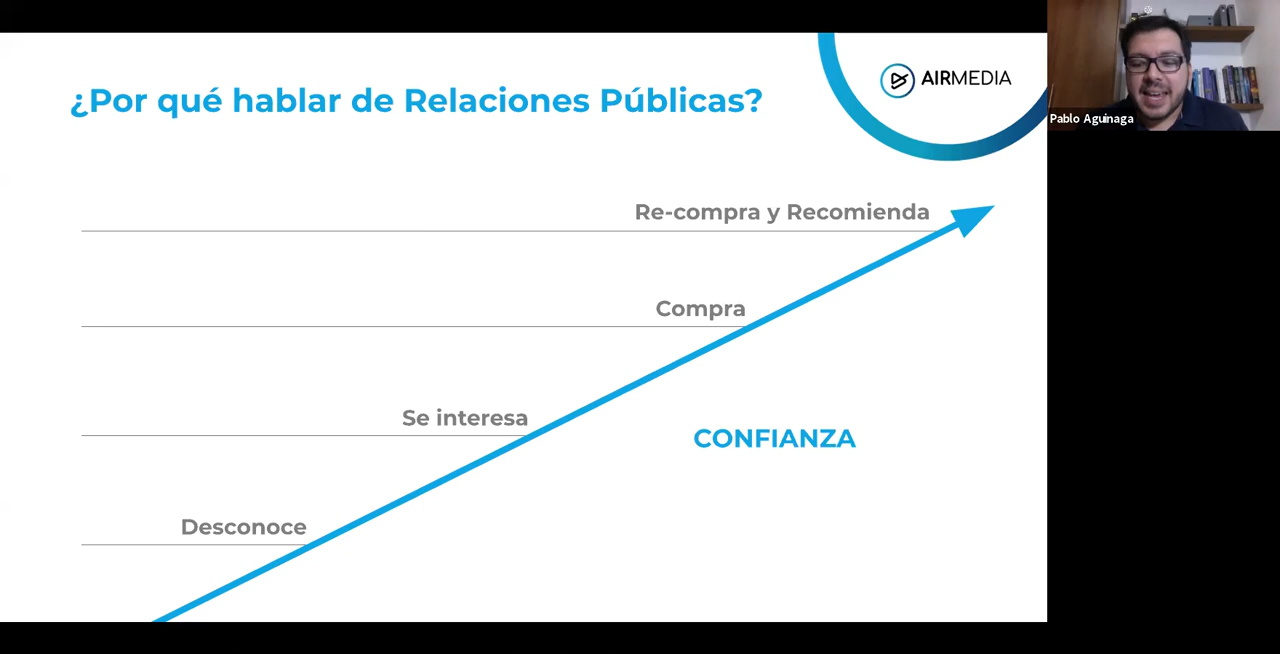 ¿Por qué hablar de Relaciones Públicas?
AIRMEDIA
Pablo Aguinaga
Re-compra y Recomienda
Compra
Se interesa
CONFIANZA
Desconoce